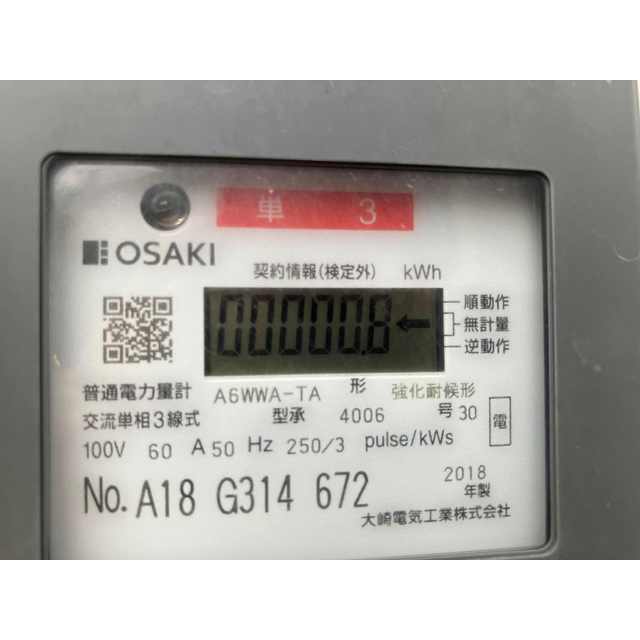 単 3
OSAKI
契約情報(検定外) kWh
00000.8
順動作
無計量
逆動作
普通電力量計 A6WWA-TA 形 強化耐候形
交流単相3線式 型承 4006 号 30
電
100V 60 A 50 Hz 250/3 pulse/kWs
No. A18 G314 672
2018
年製
大崎電気工業株式会社